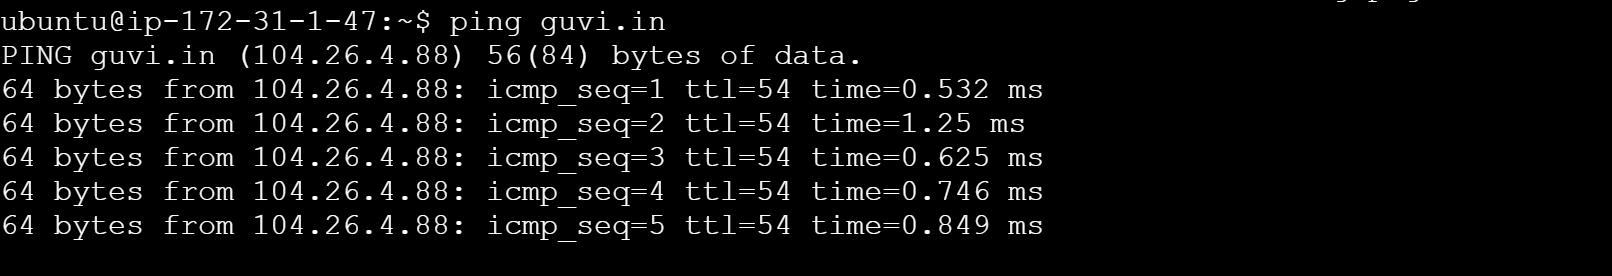 ubuntu@ip-172-31-1-47:~$ ping guvi.in
PING guvi.in (104.26.4.88) 56(84) bytes of data.
64 bytes from 104.26.4.88: icmp_seq=1 ttl=54 time=0.532 ms
64 bytes from 104.26.4.88: icmp_seq=2 ttl=54 time=1.25 ms
64 bytes from 104.26.4.88: icmp_seq=3 ttl=54 time=0.625 ms
64 bytes from 104.26.4.88: icmp_seq=4 ttl=54 time=0.746 ms
64 bytes from 104.26.4.88: icmp_seq=5 ttl=54 time=0.849 ms